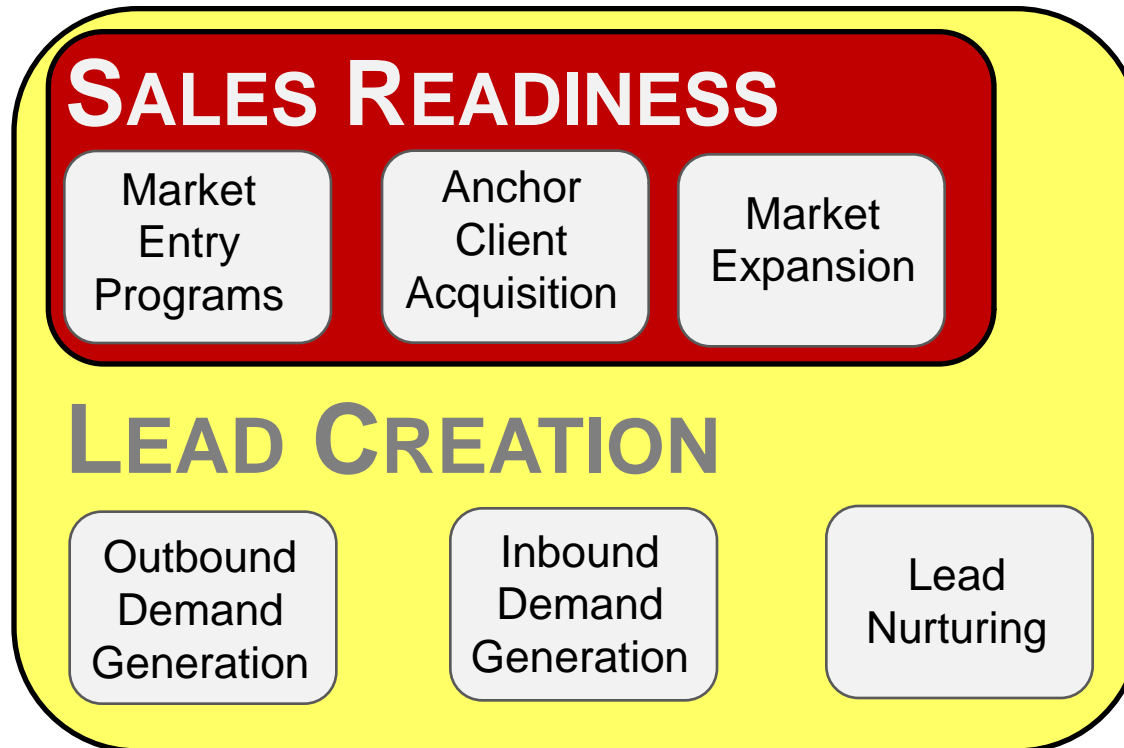 SALES READINESS
Market
Entry
Programs
Anchor
Client
Acquisition
Market
Expansion
LEAD CREATION
Outbound
Demand
Generation
Inbound
Demand
Generation
Lead
Nurturing